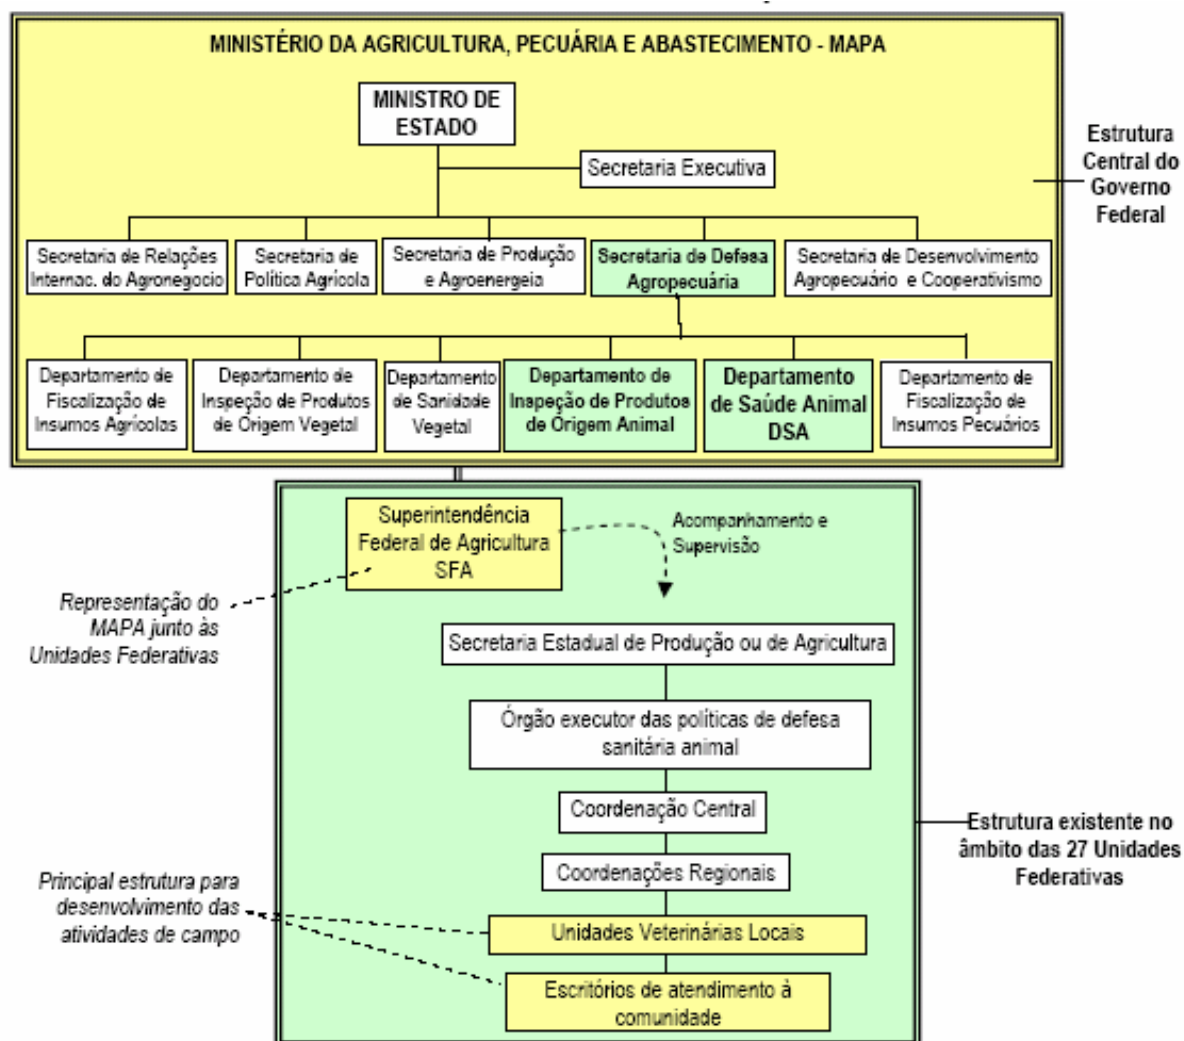 MINISTÉRIO DA AGRICULTURA, PECUÁRIA E ABASTECIMENTO - MAPA
MINISTRO DE
ESTADO
Secretaria Executiva
Estrutura
Central do
Governo
Federal
Secretaria de Relações
Internac. do Agronegocio
Secretaria de
Política Agrícola
Secretaria de Produção
e Agroenergeia
Secretaria de Defesa
Agropecuária
Secretaria de Desenvolvimento
Agropecuário e Cooperativismo
Departamento de
Fiscalização de
Insumos Agrícolas
Departamento de
Inspeção de Produtos
de Origem Vegetal
Departamento
de Sanidade
Vegetal
Departamento de
Inspeção de Produtos
de Origem Animal
Departamento
de Saúde Animal
DSA
Departamento de
Fiscalização de
Insumos Pecuários
Superintendência
Federal de Agricultura
SFA
Acompanhamento e
Supervisão
Representação do
MAPA junto às
Unidades Federativas
Secretaria Estadual de Produção ou de Agricultura
Órgão executor das políticas de defesa
sanitária animal
Coordenação Central
Coordenações Regionais
Estrutura existente no
âmbito das 27 Unidades
Federativas
Principal estrutura para
desenvolvimento das
atividades de campo
Unidades Veterinárias Locais
Escritórios de atendimento à
comunidade